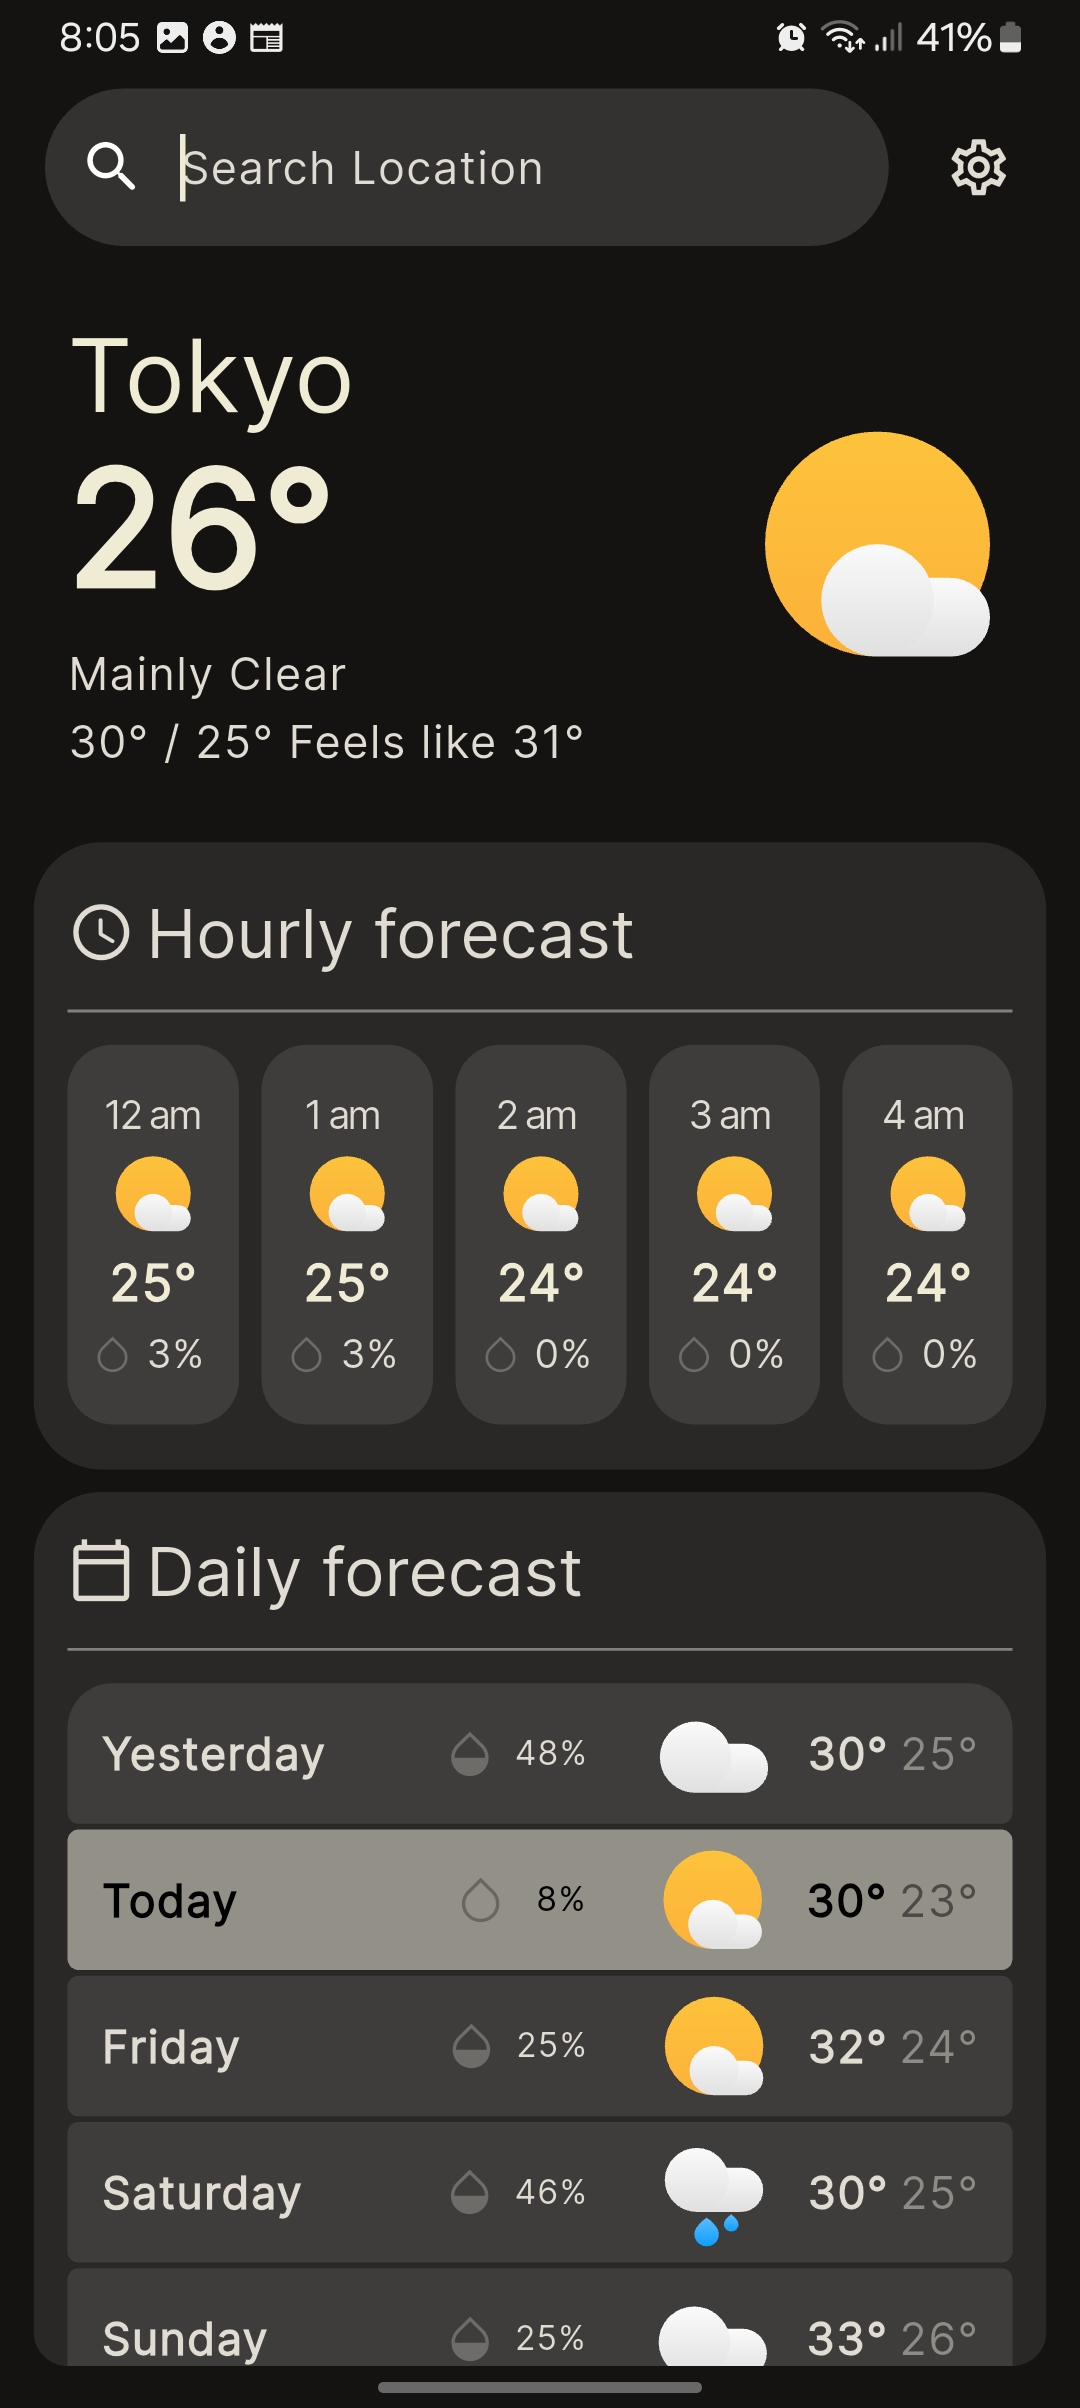 8:05 41%
Search Location
Tokyo
26°
Mainly Clear
30° / 25° Feels like 31°
Hourly forecast
12 am 1 am 2 am 3 am 4 am
25° 25° 24° 24° 24°
3% 3% 0% 0% 0%
Daily forecast
Yesterday 48% 30° 25°
Today 8% 30° 23°
Friday 25% 32° 24°
Saturday 46% 30° 25°
Sunday 25% 33° 26°